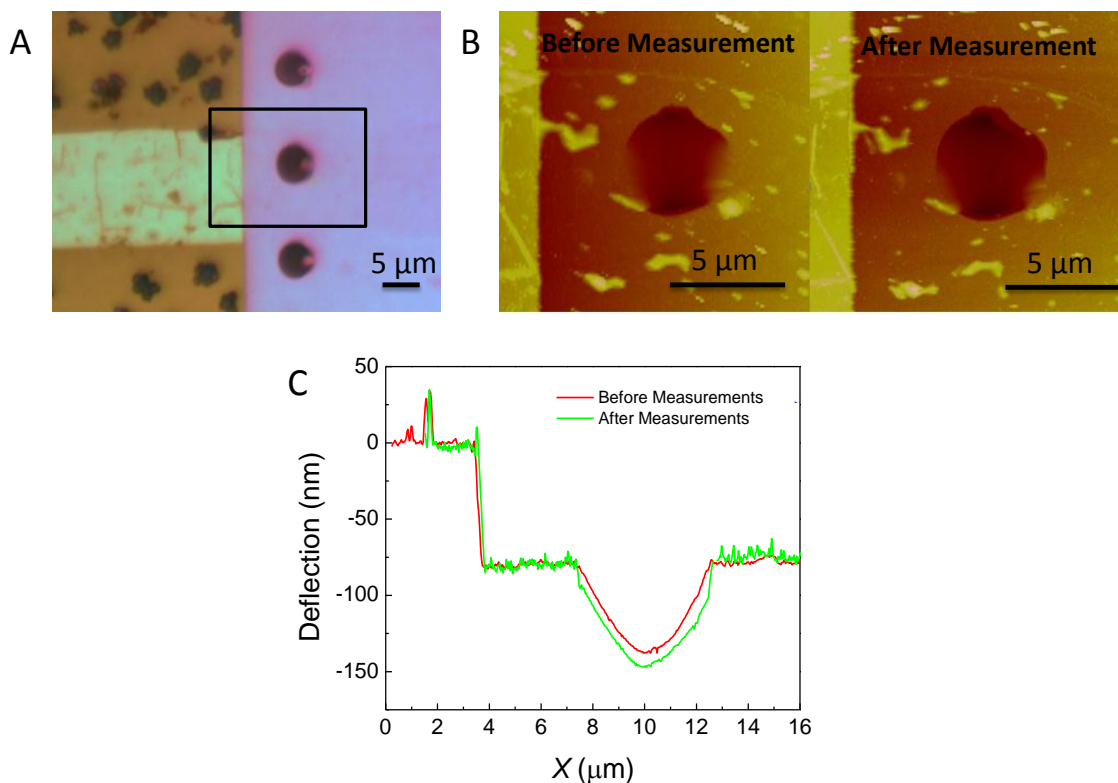 A
5 μm
B
Before Measurement
After Measurement
5 μm
5 μm
C
50
0
-50
-100
-150
Deflection (nm)
Before Measurements
After Measurements
0 2 4 6 8 10 12 14 16
X (μm)